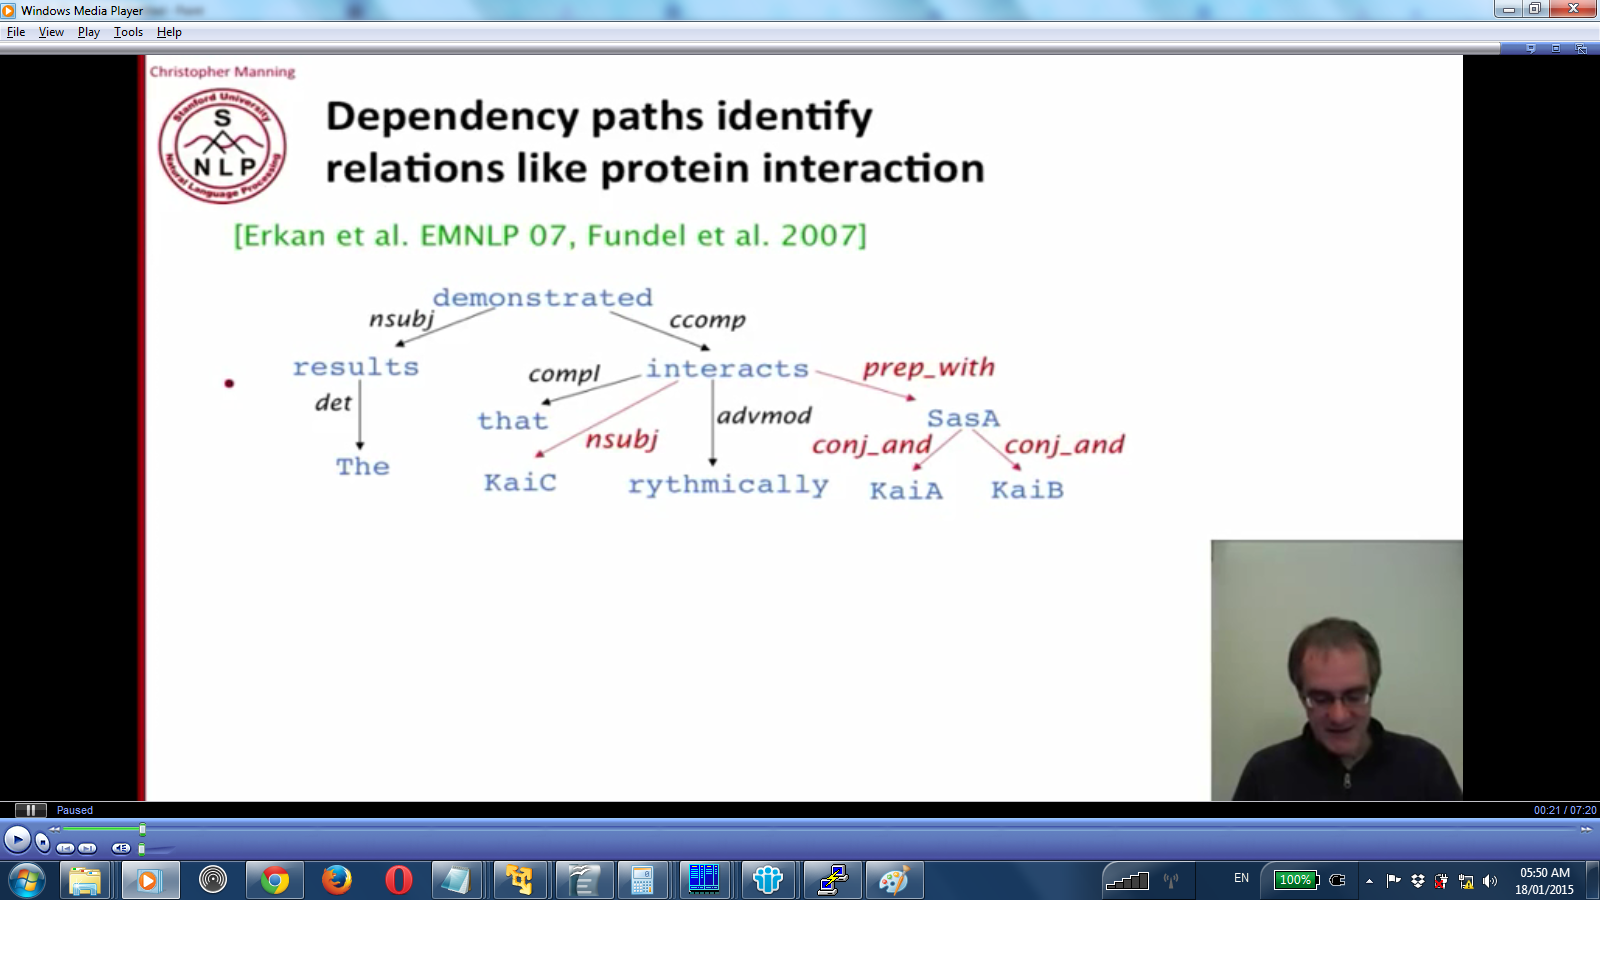 Windows Media Player
File View Play Tools Help
Christopher Manning
Stanford University
S
NLP
Natural Language Processing
Dependency paths identify
relations like protein interaction
[Erkan et al. EMNLP 07, Fundel et al. 2007]
demonstrated
nsubj ccomp
results interacts prep_with
compl
det that advmod SasA
nsubj conj_and conj_and
The KaiC rythmically KaiA KaiB
Paused 00:21 / 07:20
EN 100% 05:50 AM
18/01/2015